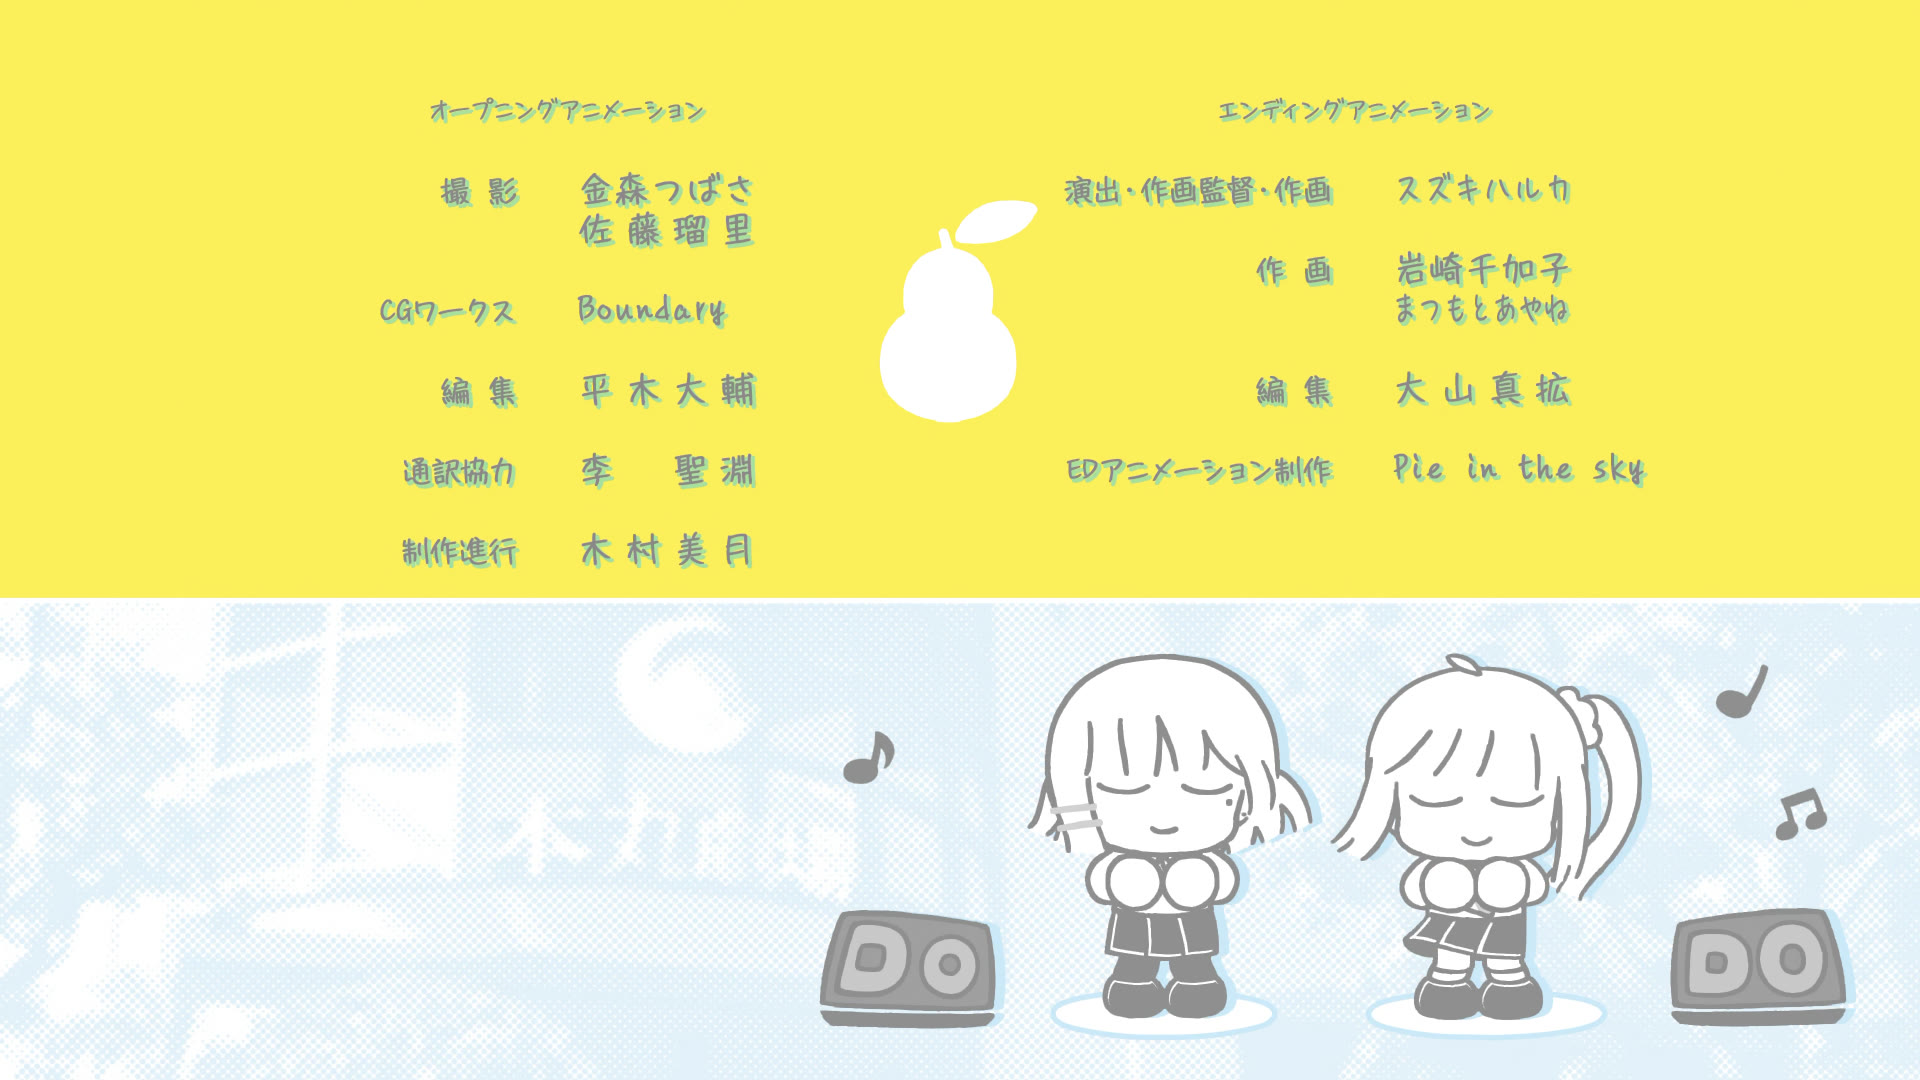 オープニングアニメーション
撮影 金森つばさ
佐藤瑠里
CGワークス Boundary
編集 平木大輔
通訳協力 李 聖淵
制作進行 木村美月
エンディングアニメーション
演出・作画監督・作画 スズキハルカ
作画 岩崎千加子
まつもとあやね
編集 大山真拡
EDアニメーション制作 Pie in the sky
DO
DO